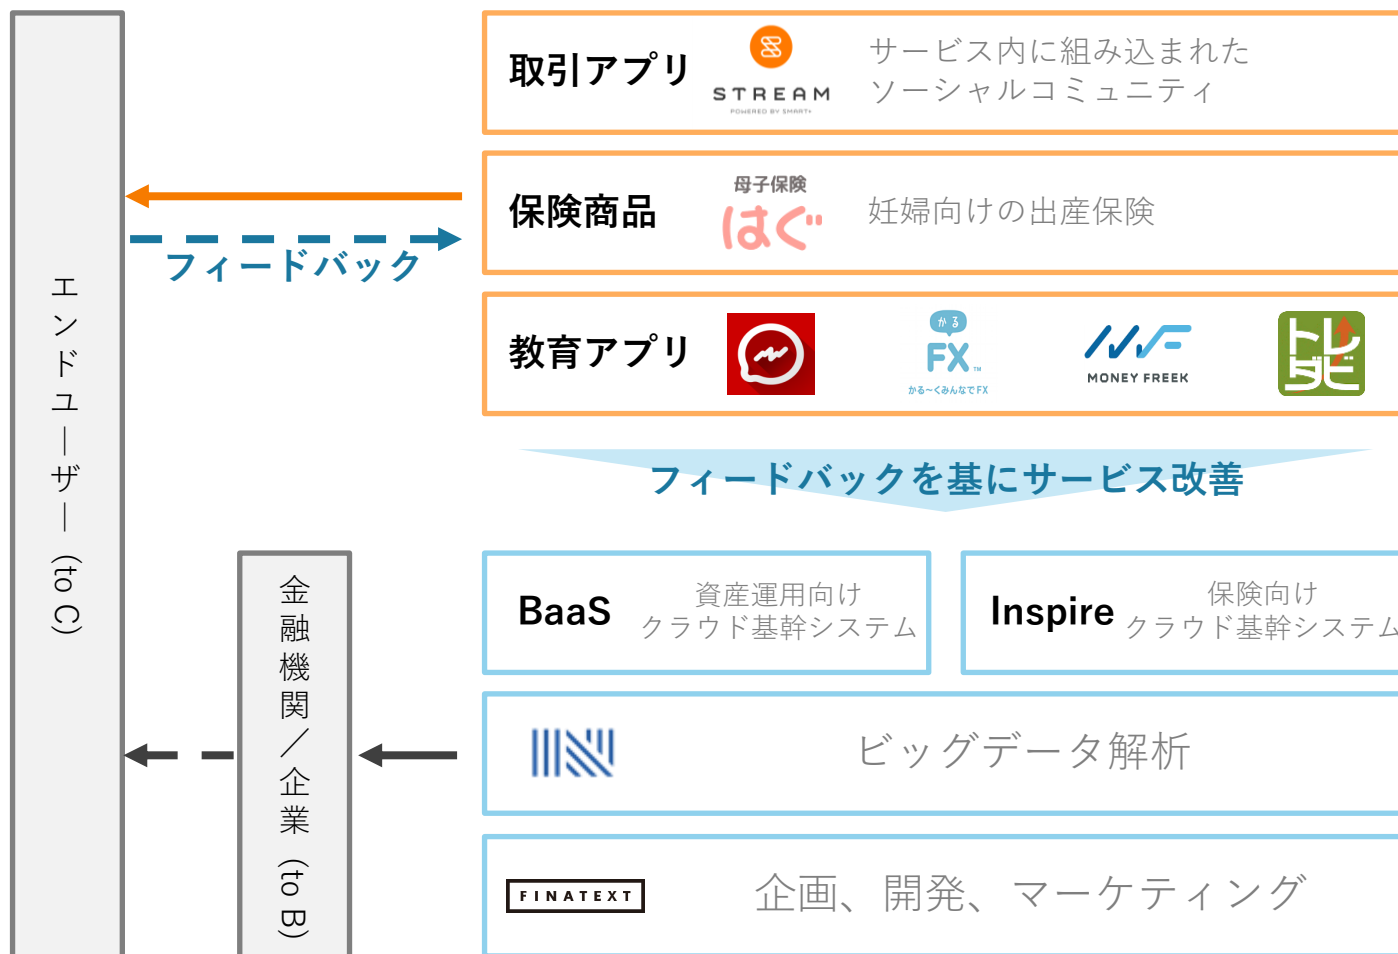 エンドユーザー (to C)
取引アプリ
STREAM
POWERED BY SMART+
サービス内に組み込まれた
ソーシャルコミュニティ
フィードバック
保険商品
母子保険
はぐ
妊婦向けの出産保険
教育アプリ
かる
FX
TM
かる~くみんなでFX
MONEY FREEK
トレダビ
フィードバックを基にサービス改善
金融機関/企業 (to B)
BaaS
資産運用向け
クラウド基幹システム
Inspire
保険向け
クラウド基幹システム
ビッグデータ解析
FINATEXT
企画、開発、マーケティング